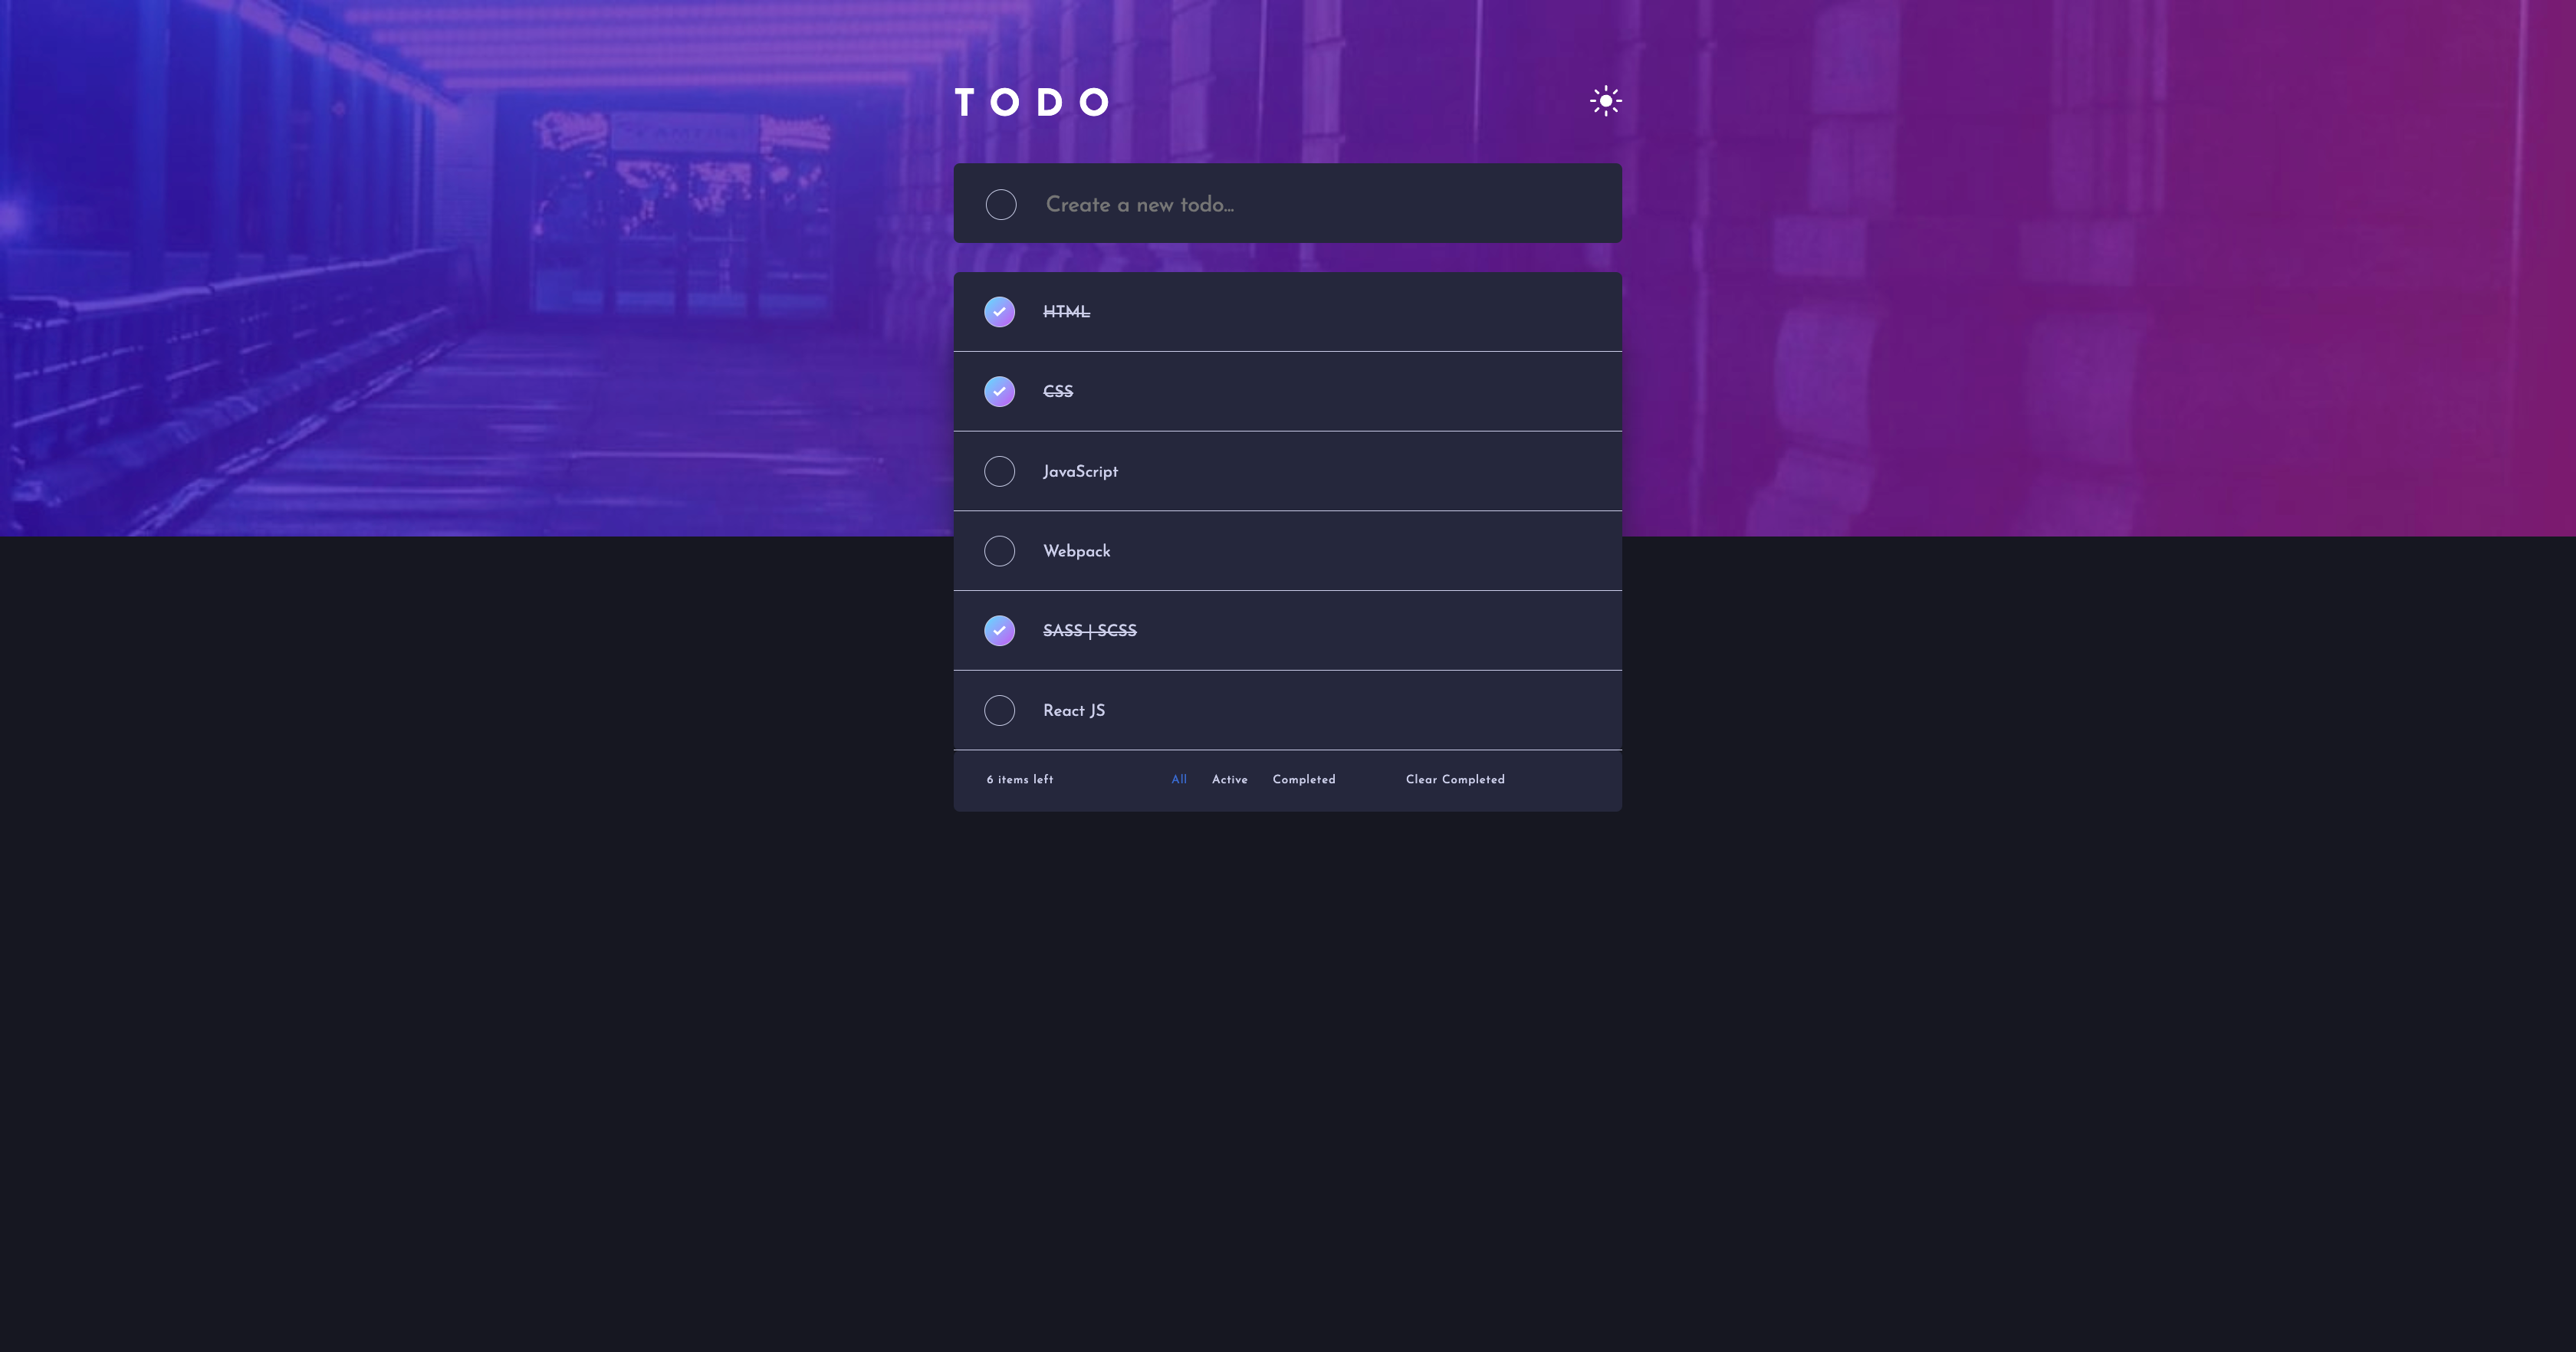 TODO
Create a new todo...
HTML
CSS
JavaScript
Webpack
SASS | SCSS
React JS
6 items left All Active Completed Clear Completed